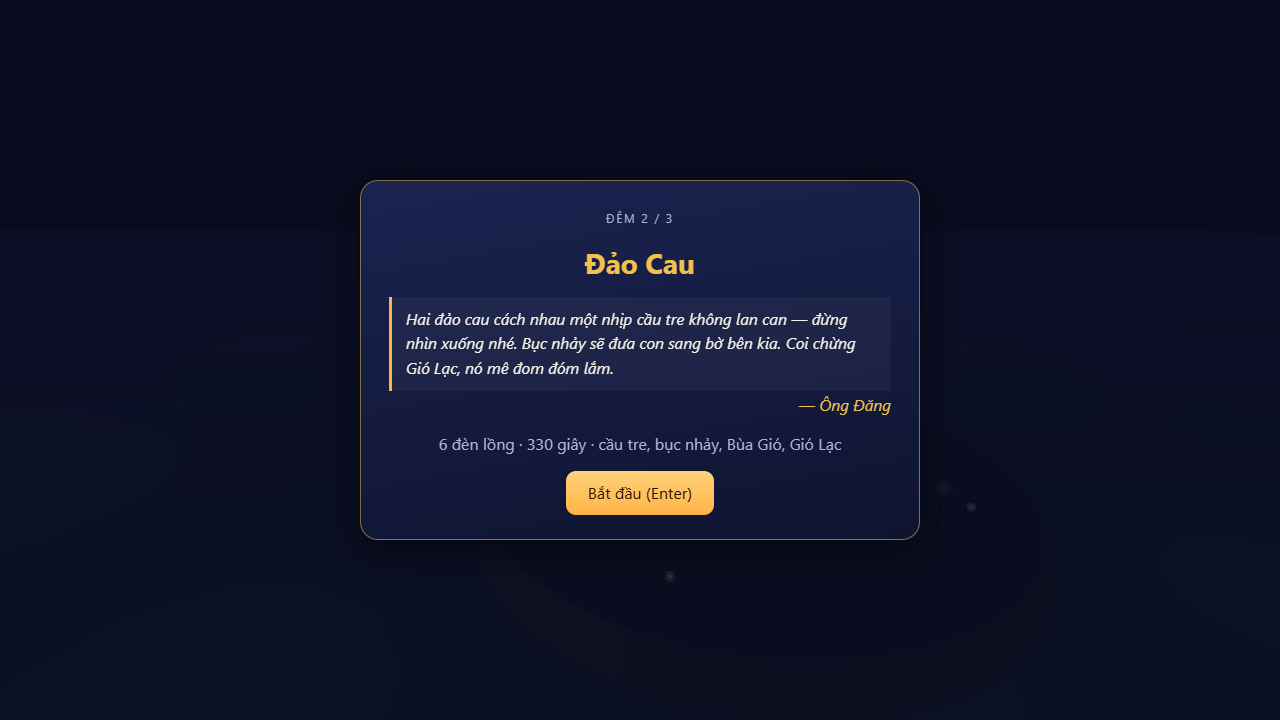 ĐÊM 2 / 3
Đảo Cau
Hai đảo cau cách nhau một nhịp cầu tre không lan can — đừng
nhìn xuống nhé. Bục nhảy sẽ đưa con sang bờ bên kia. Coi chừng
Gió Lạc, nó mê đom đóm lắm.
— Ông Đăng
6 đèn lồng · 330 giây · cầu tre, bục nhảy, Bùa Gió, Gió Lạc
Bắt đầu (Enter)